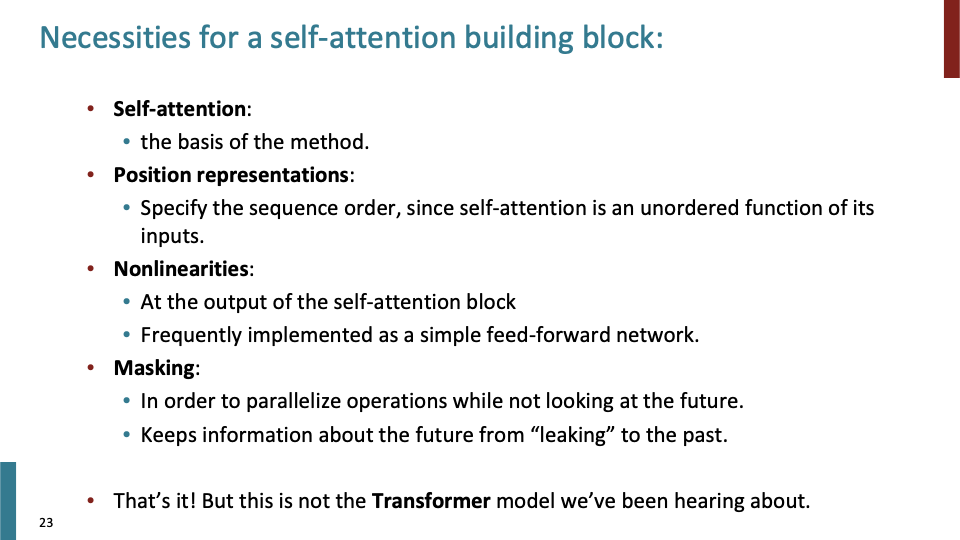 Necessities for a self-attention building block:
• Self-attention:
• the basis of the method.
• Position representations:
• Specify the sequence order, since self-attention is an unordered function of its
inputs.
• Nonlinearities:
• At the output of the self-attention block
• Frequently implemented as a simple feed-forward network.
• Masking:
• In order to parallelize operations while not looking at the future.
• Keeps information about the future from “leaking” to the past.
• That’s it! But this is not the Transformer model we’ve been hearing about.
23